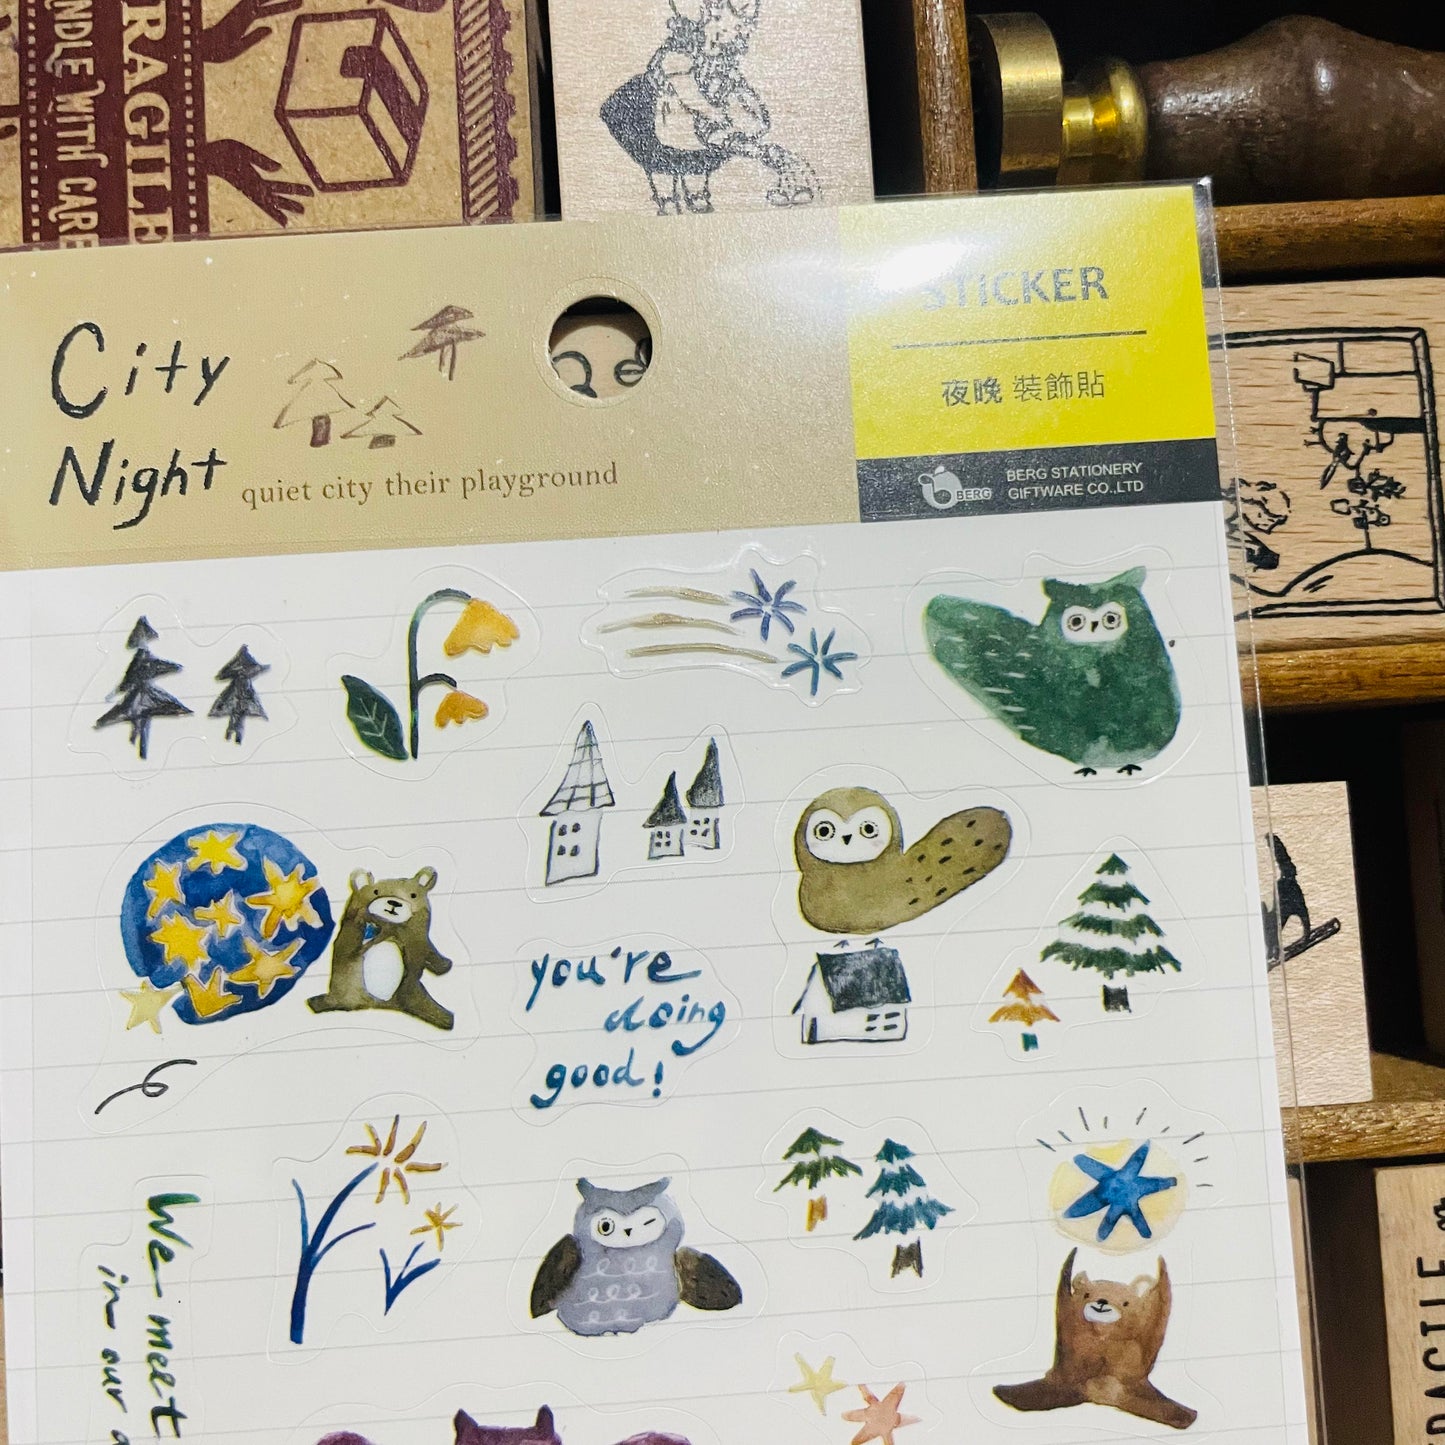 FRAGILE
HANDLE WITH CARE
City
Night
quiet city their playground
STiCKER
夜晚 裝飾貼
BERG
BERG STATIONERY
GIFTWARE CO.,LTD
you're
doing
good!
We meet
in our